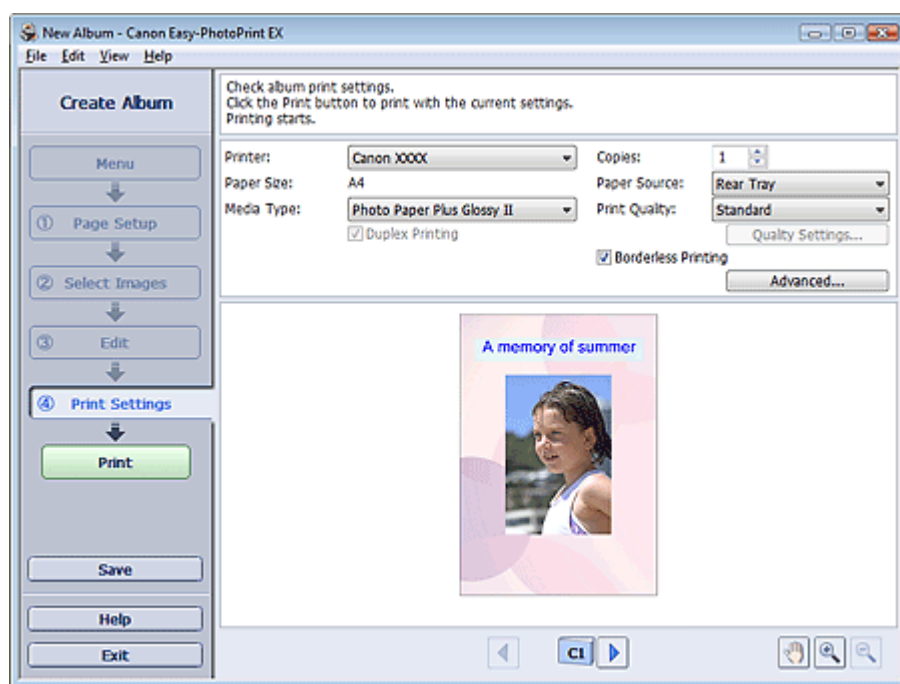 New Album - Canon Easy-PhotoPrint EX
File Edit View Help
Create Album
Menu
① Page Setup
② Select Images
③ Edit
④ Print Settings
Print
Save
Help
Exit
Check album print settings.
Click the Print button to print with the current settings.
Printing starts.
Printer: Canon XXXX Copies: 1
Paper Size: A4 Paper Source: Rear Tray
Media Type: Photo Paper Plus Glossy II Print Quality: Standard
Duplex Printing Quality Settings...
Borderless Printing
Advanced...
A memory of summer
C1